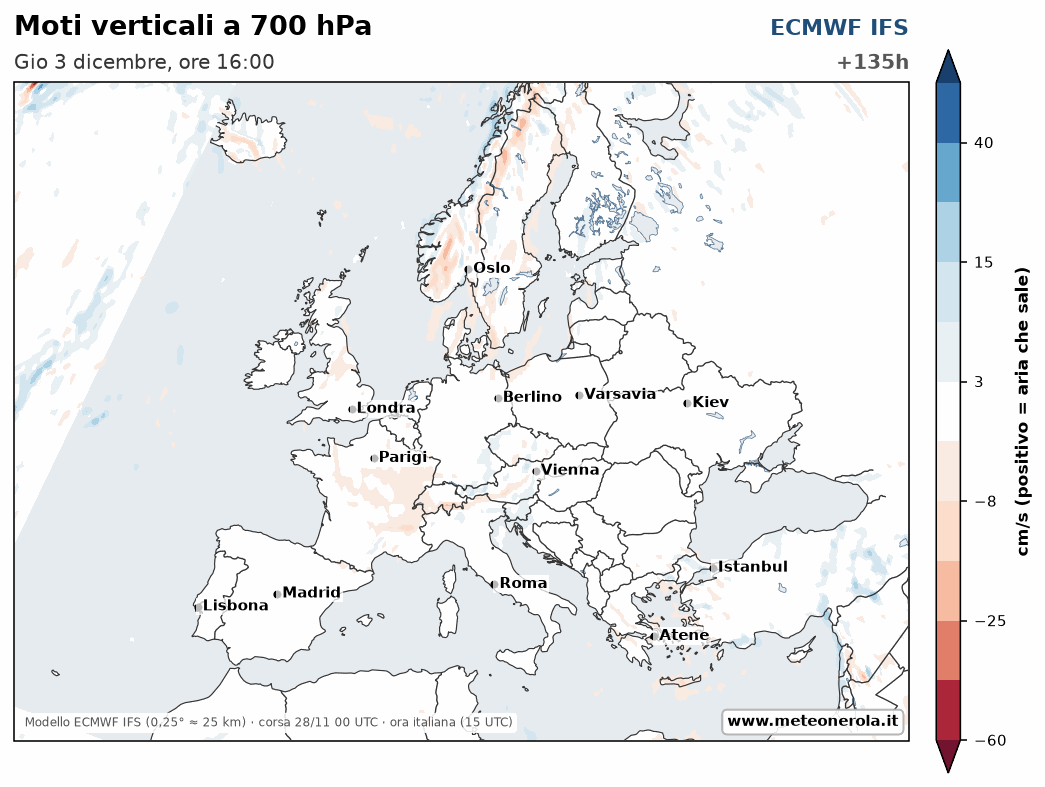 Moti verticali a 700 hPa
ECMWF IFS
Gio 3 dicembre, ore 16:00
+135h
40
15
3
−8
−25
−60
cm/s (positivo = aria che sale)
Oslo
Berlino
Varsavia
Kiev
Londra
Parigi
Vienna
Istanbul
Roma
Madrid
Lisbona
Atene
Modello ECMWF IFS (0,25° ≈ 25 km) · corsa 28/11 00 UTC · ora italiana (15 UTC)
www.meteonerola.it